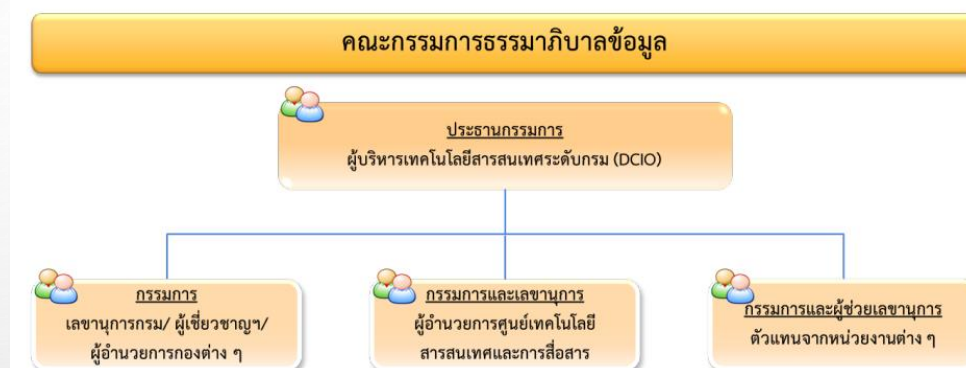 คณะกรรมการธรรมาภิบาลข้อมูล
ประธานกรรมการ
ผู้บริหารเทคโนโลยีสารสนเทศระดับกรม (DCIO)
กรรมการ
เลขานุการกรม/ ผู้เชี่ยวชาญฯ/
ผู้อำนวยการกองต่าง ๆ
กรรมการและเลขานุการ
ผู้อำนวยการศูนย์เทคโนโลยี
สารสนเทศและการสื่อสาร
กรรมการและผู้ช่วยเลขานุการ
ตัวแทนจากหน่วยงานต่าง ๆ